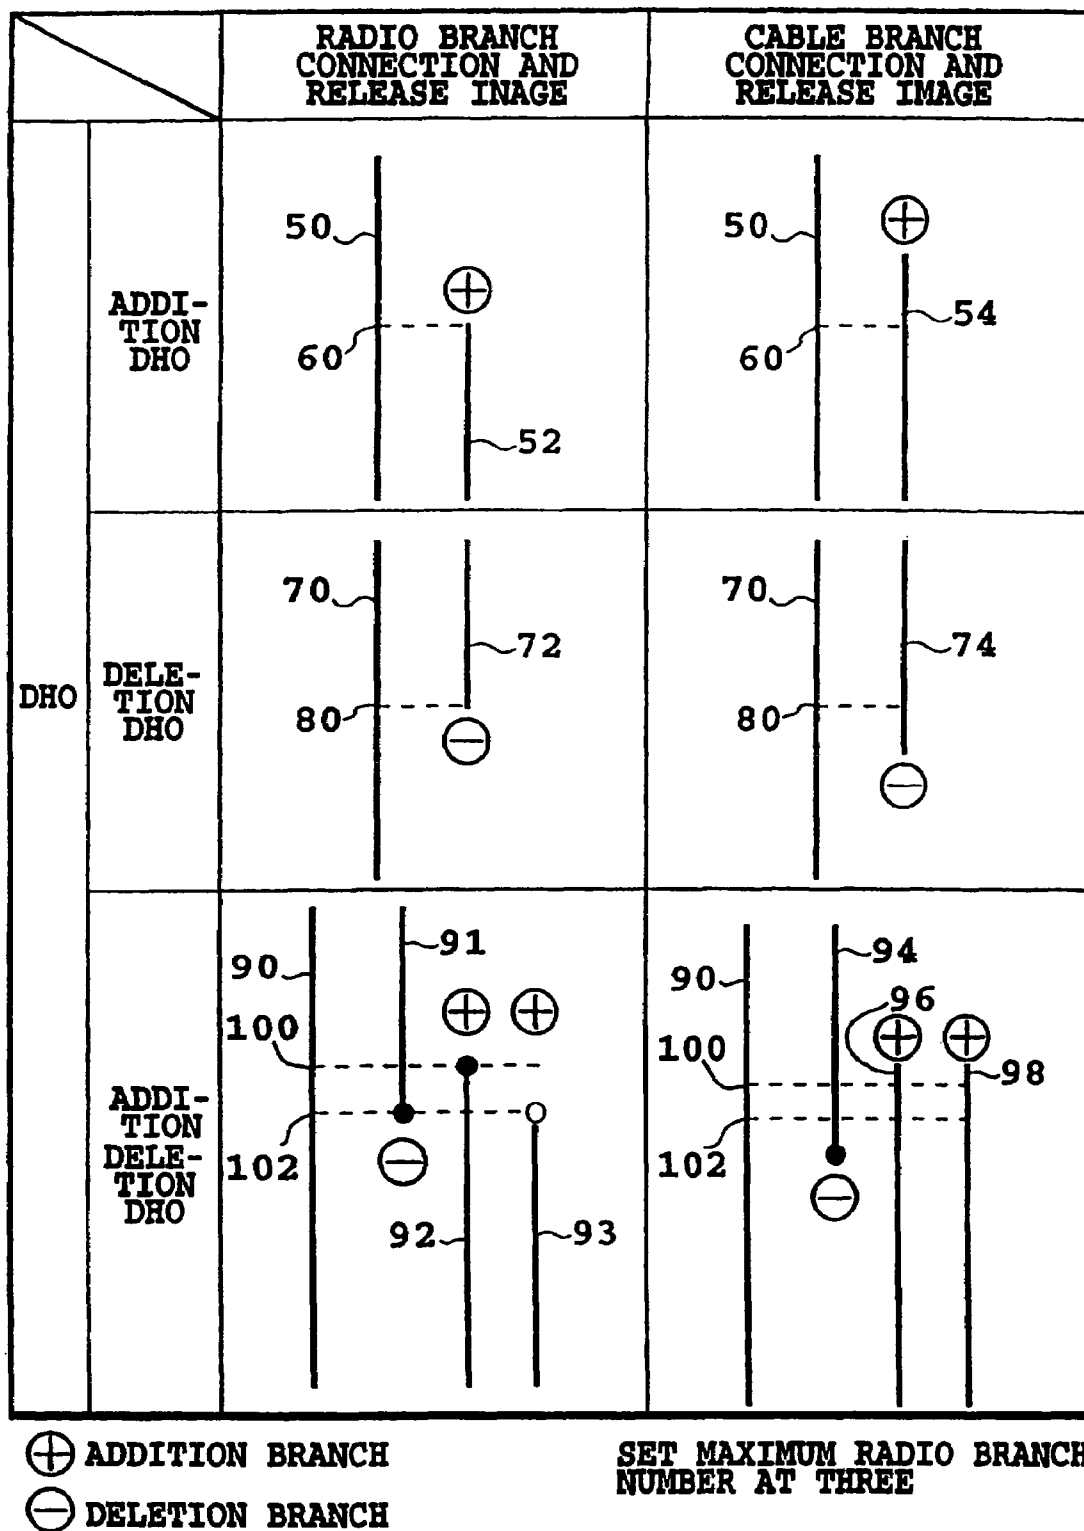 RADIO BRANCH
CONNECTION AND
RELEASE INAGE
CABLE BRANCH
CONNECTION AND
RELEASE IMAGE
DHO
ADDI-
TION
DHO
50
60
52
50
60
54
DELE-
TION
DHO
70
72
80
70
74
80
ADDI-
TION
DELE-
TION
DHO
90
91
100
102
92
93
90
94
96
100
98
102
ADDITION BRANCH
DELETION BRANCH
SET MAXIMUM RADIO BRANCH
NUMBER AT THREE